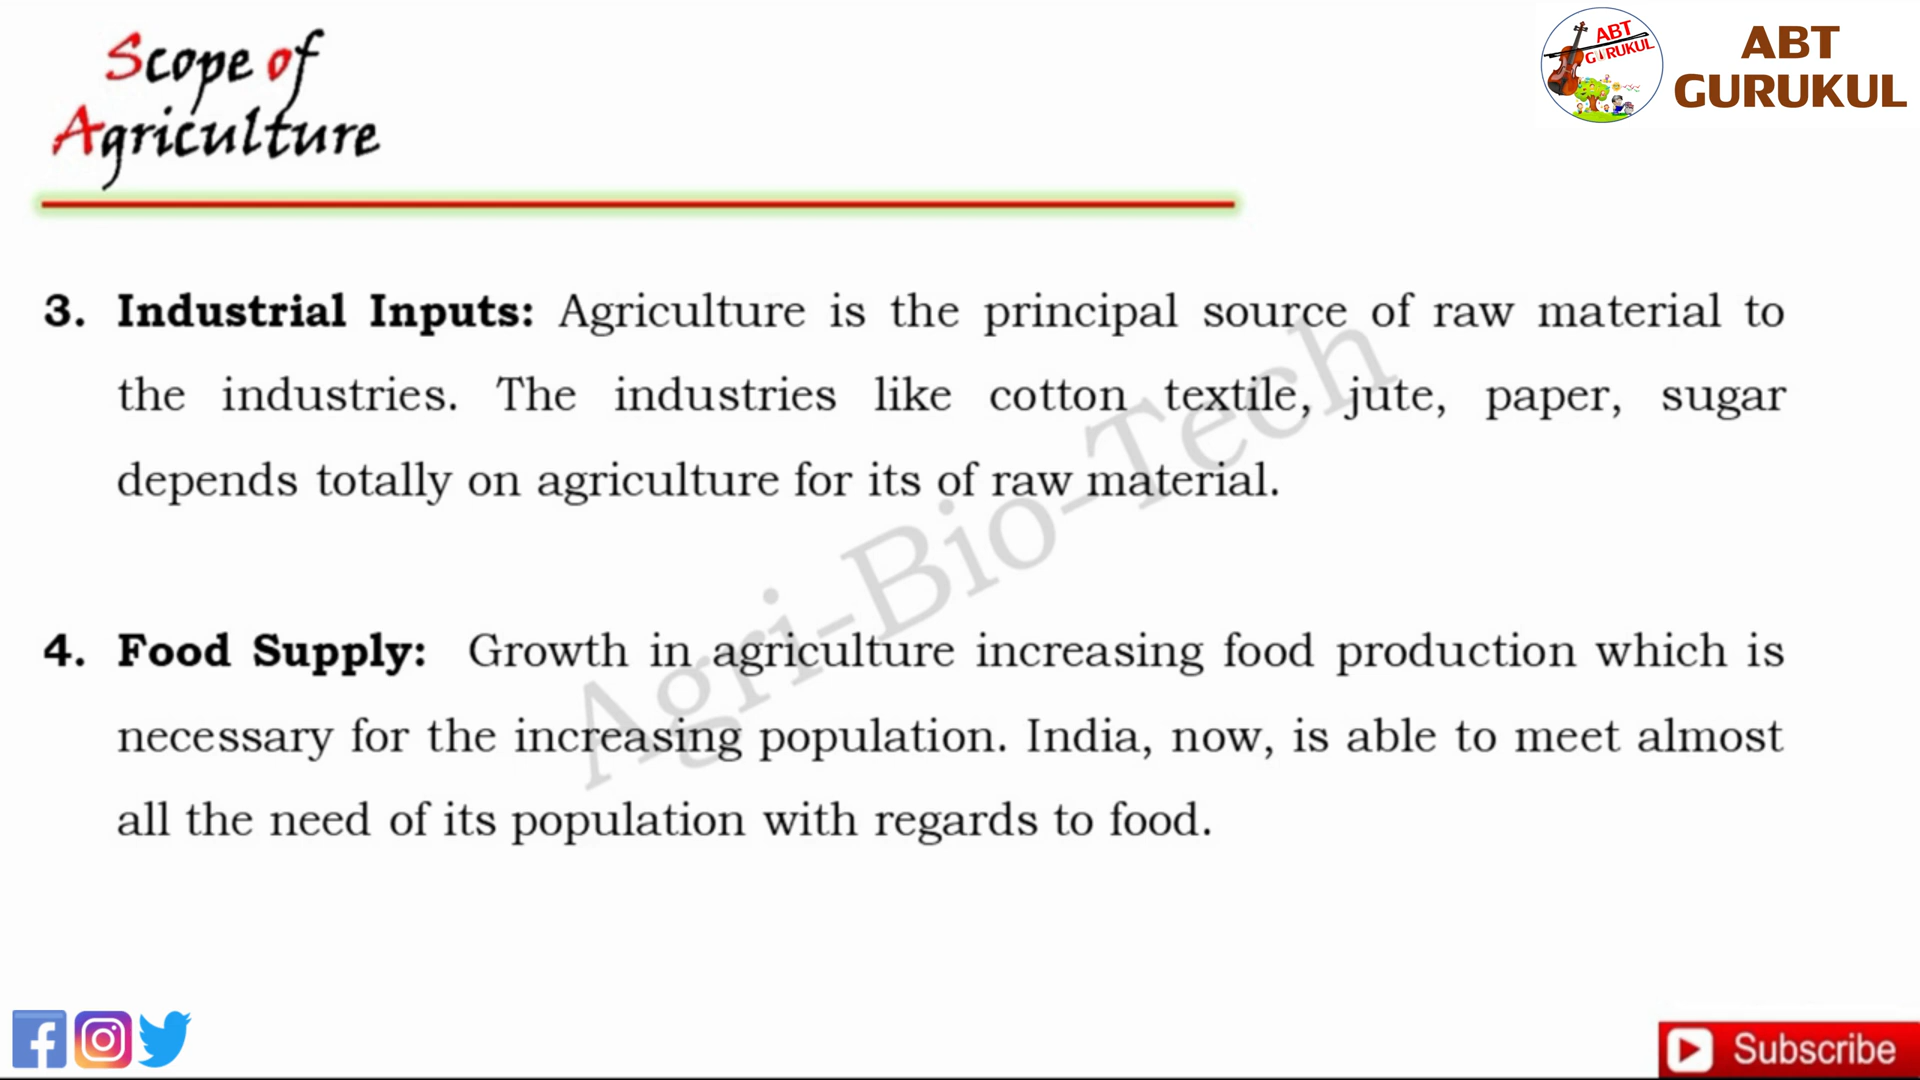 Scope of
Agriculture
ABT
GURUKUL
ABT
GURUKUL
3. Industrial Inputs: Agriculture is the principal source of raw material to
the industries. The industries like cotton textile, jute, paper, sugar
depends totally on agriculture for its of raw material.
4. Food Supply: Growth in agriculture increasing food production which is
necessary for the increasing population. India, now, is able to meet almost
all the need of its population with regards to food.
Agri-Bio-Tech
Subscribe